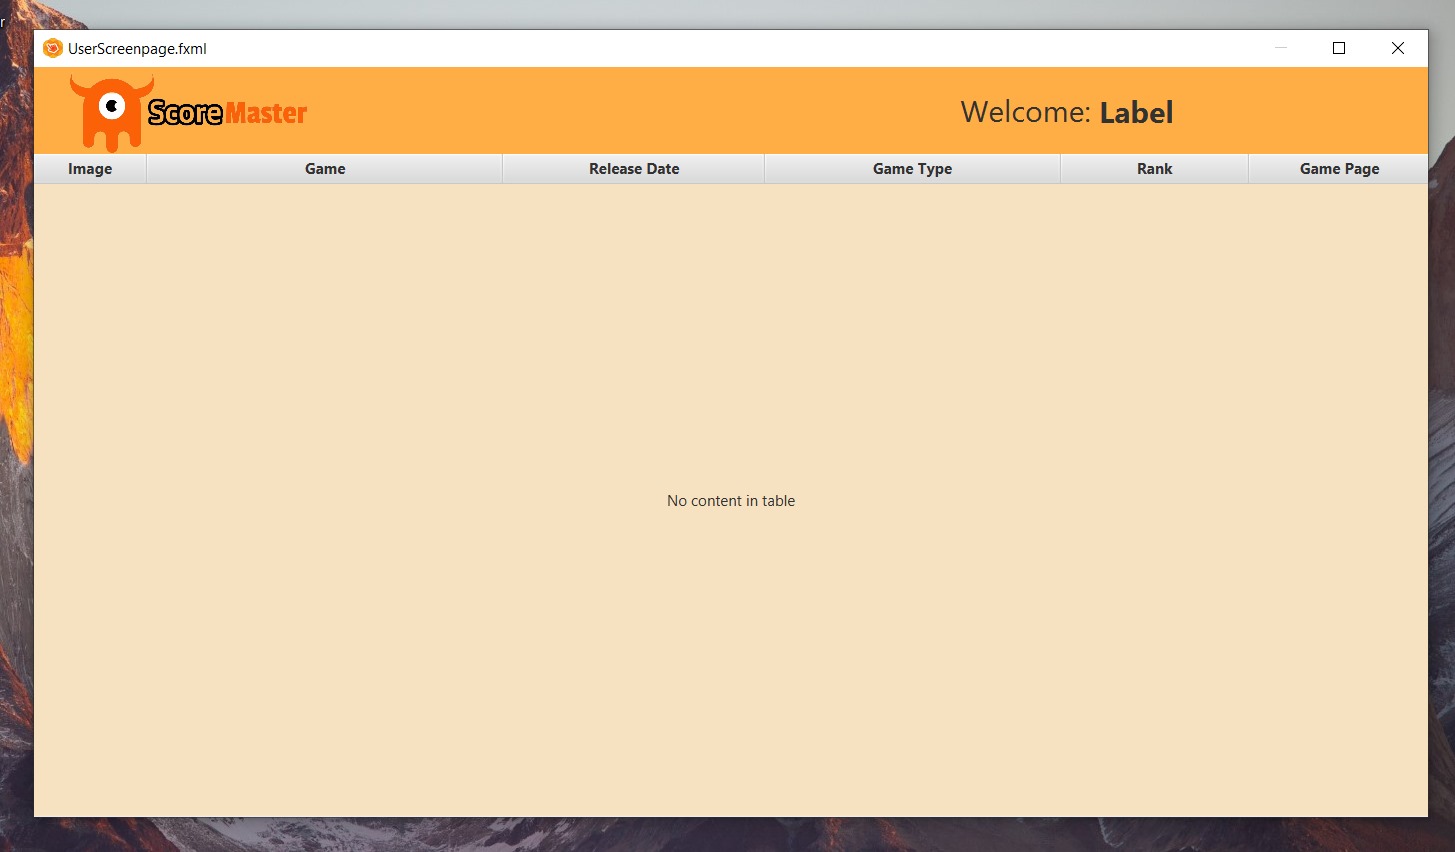 r
UserScreenpage.fxml
ScoreMaster
Welcome: Label
Image Game Release Date Game Type Rank Game Page
No content in table